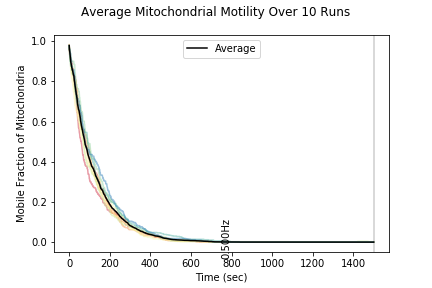 Average Mitochondrial Motility Over 10 Runs
Average
Mobile Fraction of Mitochondria
1.0
0.8
0.6
0.4
0.2
0.0
0.500Hz
0 200 400 600 800 1000 1200 1400
Time (sec)